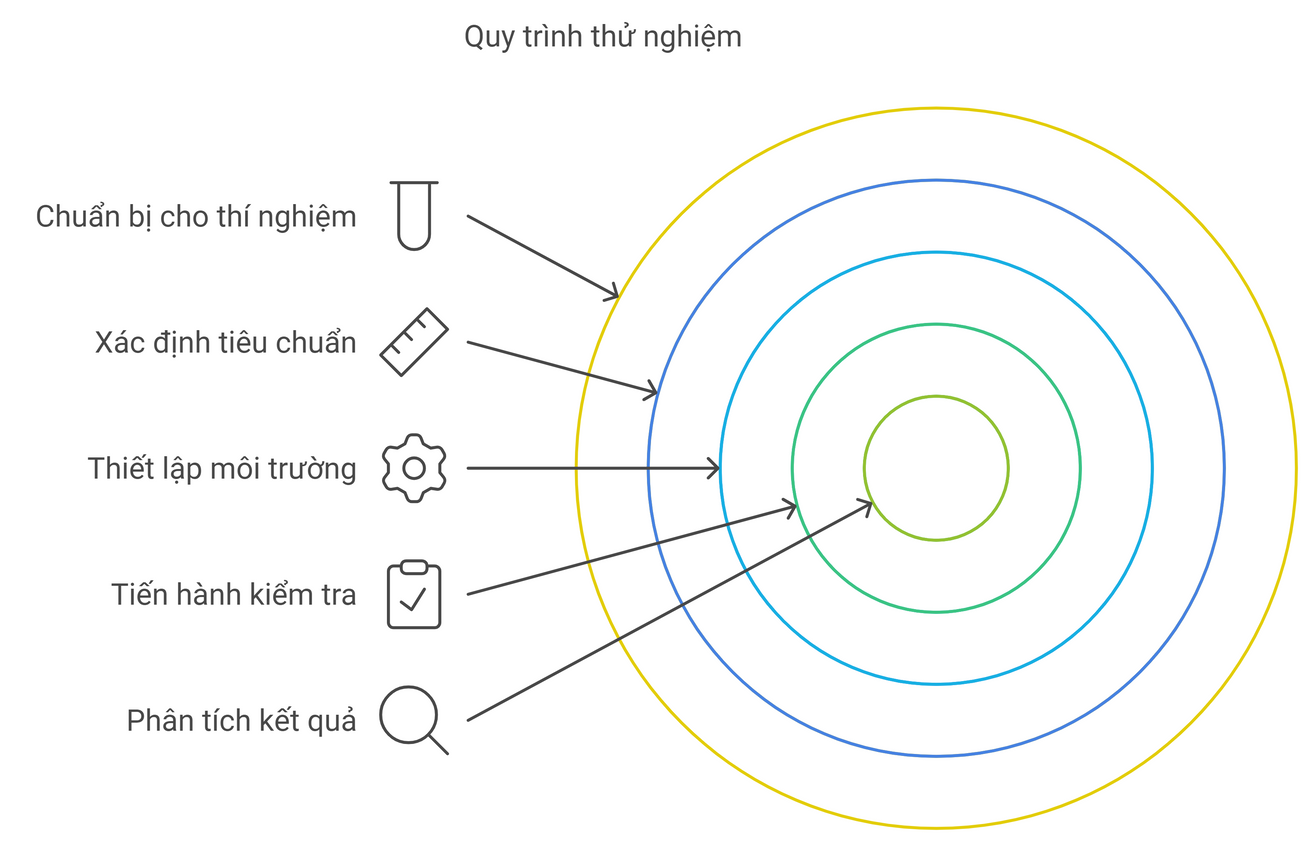 Quy trình thử nghiệm
Chuẩn bị cho thí nghiệm
Xác định tiêu chuẩn
Thiết lập môi trường
Tiến hành kiểm tra
Phân tích kết quả